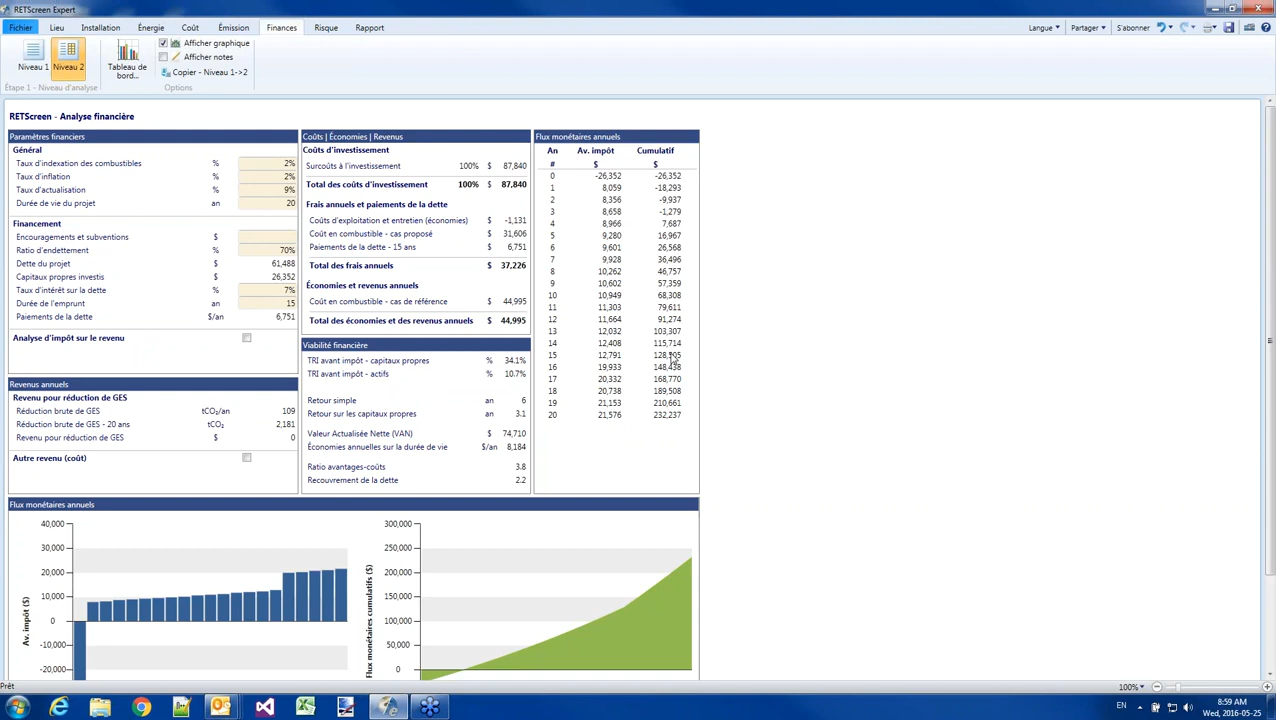 RETScreen Expert
Fichier Lieu Installation Énergie Coût Émission Finances Risque Rapport Langue Partager S'abonner
Niveau 1 Niveau 2 Tableau de bord...
Afficher graphique
Afficher notes
Copier - Niveau 1->2
Étape 1 - Niveau d'analyse Options
RETScreen - Analyse financière
Paramètres financiers
Général
Taux d'indexation des combustibles % 2%
Taux d'inflation % 2%
Taux d'actualisation % 9%
Durée de vie du projet an 20
Financement
Encouragements et subventions $
Ratio d'endettement % 70%
Dette du projet $ 61,488
Capitaux propres investis $ 26,352
Taux d'intérêt sur la dette % 7%
Durée de l'emprunt an 15
Paiements de la dette $/an 6,751
Analyse d'impôt sur le revenu
Revenus annuels
Revenu pour réduction de GES
Réduction brute de GES tCO₂/an 109
Réduction brute de GES - 20 ans tCO₂ 2,181
Revenu pour réduction de GES $ 0
Autre revenu (coût)
Coûts | Économies | Revenus
Coûts d'investissement
Surcoûts à l'investissement 100% $ 87,840
Total des coûts d'investissement 100% $ 87,840
Frais annuels et paiements de la dette
Coûts d'exploitation et entretien (économies) $ -1,131
Coût en combustible - cas proposé $ 31,606
Paiements de la dette - 15 ans $ 6,751
Total des frais annuels $ 37,226
Économies et revenus annuels
Coût en combustible - cas de référence $ 44,995
Total des économies et des revenus annuels $ 44,995
Viabilité financière
TRI avant impôt - capitaux propres % 34.1%
TRI avant impôt - actifs % 10.7%
Retour simple an 6
Retour sur les capitaux propres an 3.1
Valeur Actualisée Nette (VAN) $ 74,710
Économies annuelles sur la durée de vie $/an 8,184
Ratio avantages-coûts 3.8
Recouvrement de la dette 2.2
Flux monétaires annuels
An Av. impôt Cumulatif
# $ $
0 -26,352 -26,352
1 8,059 -18,293
2 8,356 -9,937
3 8,658 -1,279
4 8,966 7,687
5 9,280 16,967
6 9,601 26,568
7 9,928 36,496
8 10,262 46,757
9 10,602 57,359
10 10,949 68,308
11 11,303 79,611
12 11,664 91,274
13 12,032 103,307
14 12,408 115,714
15 12,791
16 19,933 148,438
17 20,332 168,770
18 20,738 189,508
19 21,153 210,661
20 21,576 232,237
Flux monétaires annuels
Av. impôt ($)
40,000
30,000
20,000
10,000
0
-10,000
-20,000
Flux monétaires cumulatifs ($)
300,000
250,000
200,000
150,000
100,000
50,000
0
Prêt 100%
EN 8:59 AM
Wed, 2016-05-25